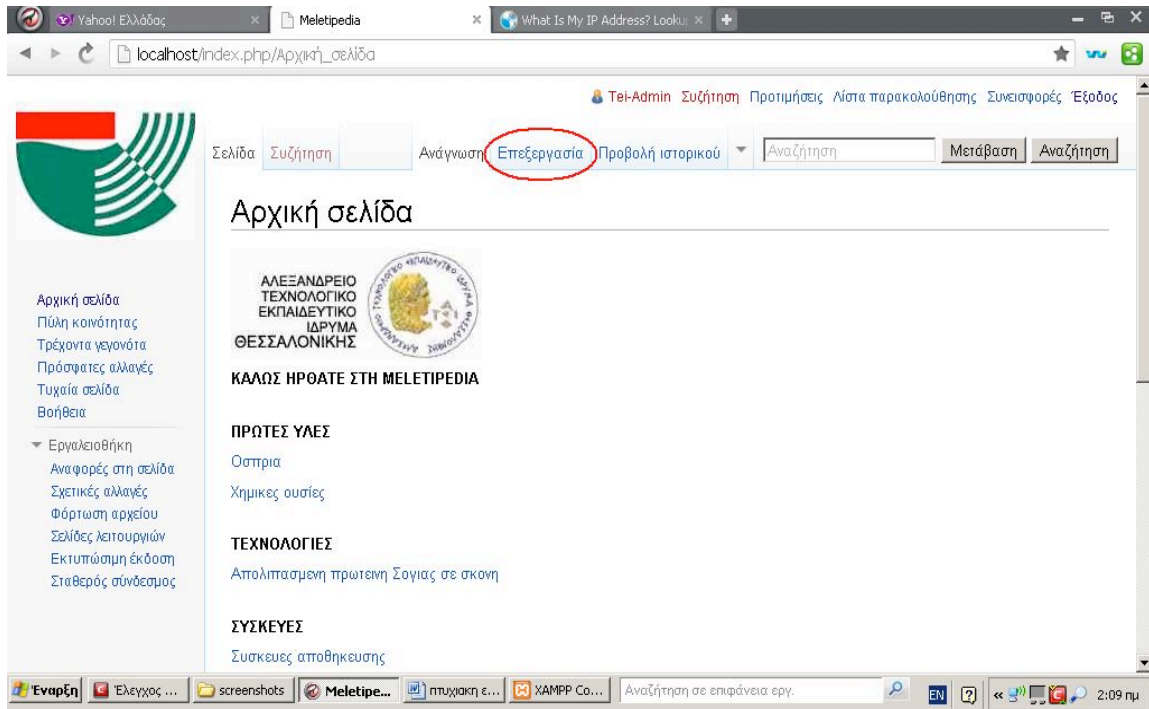 Yahoo! Ελλάδας
Meletipedia
What Is My IP Address? Looku
localhost/index.php/Αρχική_σελίδα
Tei-Admin Συζήτηση Προτιμήσεις Λίστα παρακολούθησης Συνεισφορές Έξοδος
Σελίδα Συζήτηση Ανάγνωση Επεξεργασία Προβολή ιστορικού Αναζήτηση Μετάβαση Αναζήτηση
Αρχική σελίδα
ΑΛΕΞΑΝΔΡΕΙΟ
ΤΕΧΝΟΛΟΓΙΚΟ
ΕΚΠΑΙΔΕΥΤΙΚΟ
ΙΔΡΥΜΑ
ΘΕΣΣΑΛΟΝΙΚΗΣ
ΚΑΛΩΣ ΗΡΘΑΤΕ ΣΤΗ MELETIPEDIA
ΠΡΩΤΕΣ ΥΛΕΣ
Οσπρια
Χημικες ουσίες
ΤΕΧΝΟΛΟΓΙΕΣ
Απολιπασμενη πρωτεινη Σογιας σε σκονη
ΣΥΣΚΕΥΕΣ
Συσκευες αποθηκευσης
Αρχική σελίδα
Πύλη κοινότητας
Τρέχοντα γεγονότα
Πρόσφατες αλλαγές
Τυχαία σελίδα
Βοήθεια
Εργαλειοθήκη
Αναφορές στη σελίδα
Σχετικές αλλαγές
Φόρτωση αρχείου
Σελίδες λειτουργιών
Εκτυπώσιμη έκδοση
Σταθερός σύνδεσμος
Έναρξη Έλεγχος ... screenshots Meletipe... πτυχιακη ε... XAMPP Co... Αναζήτηση σε επιφάνεια εργ. EN 2:09 πμ